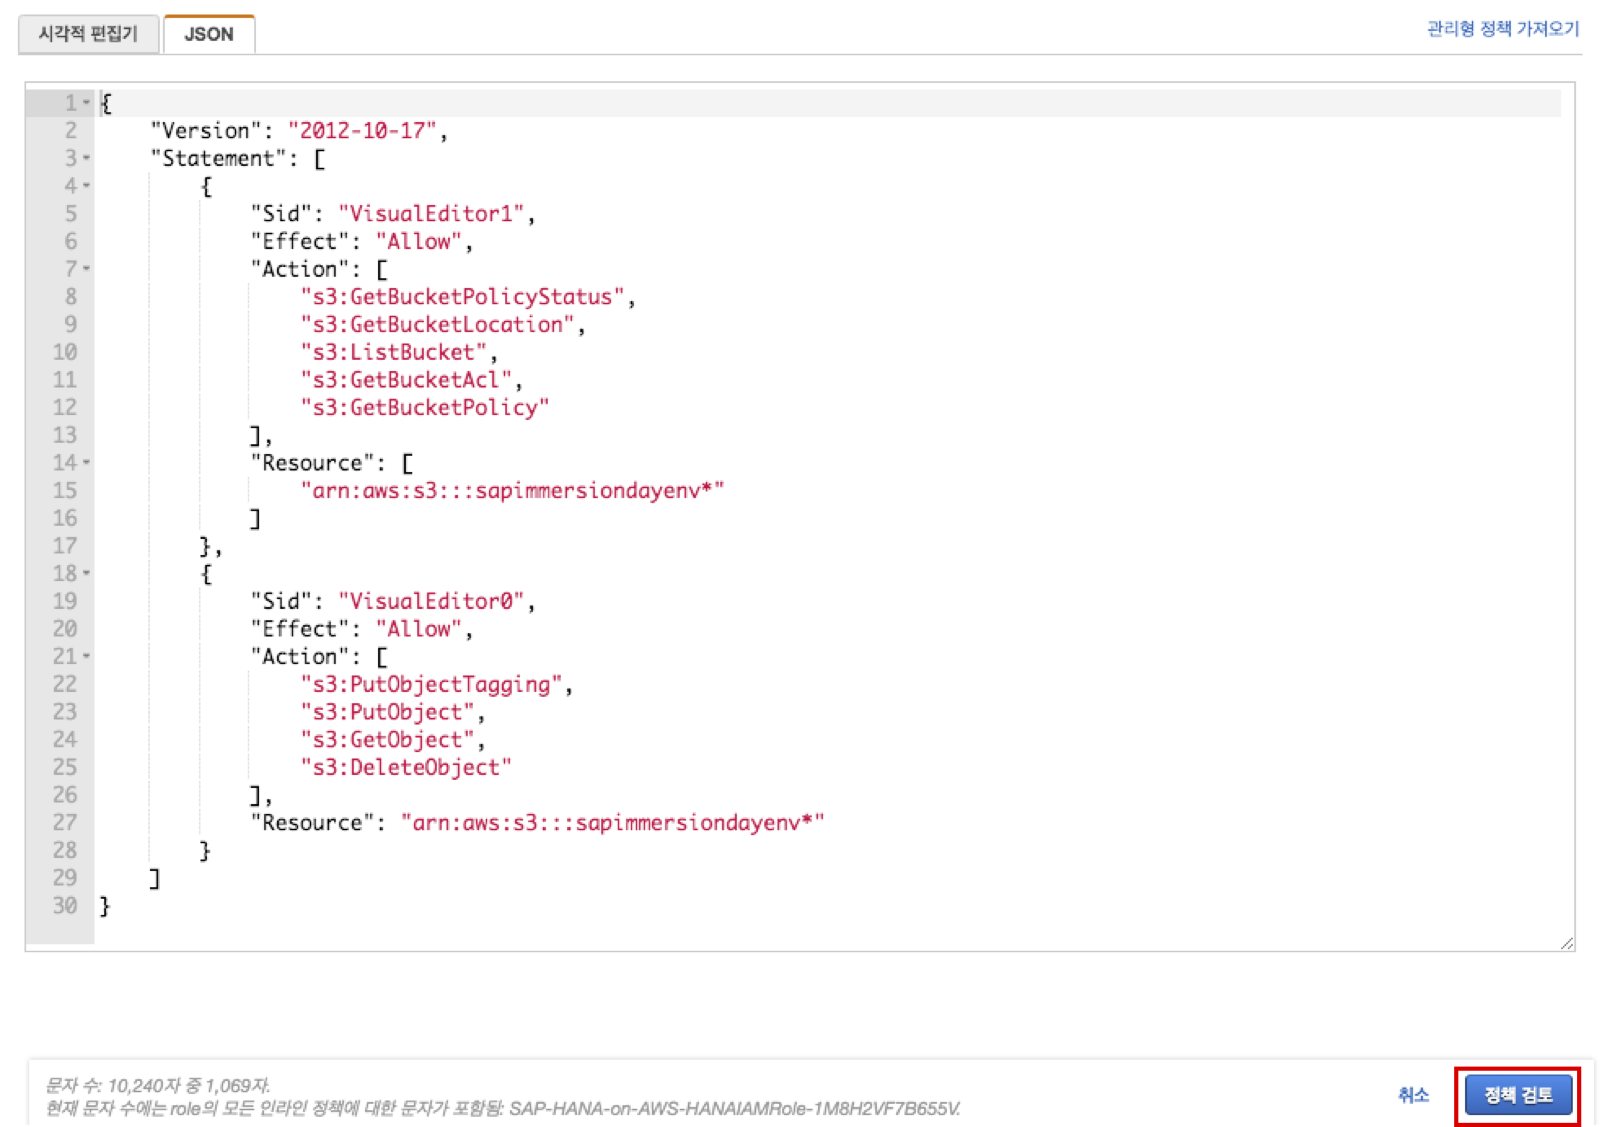 시각적 편집기
JSON
관리형 정책 가져오기
1 {
2     "Version": "2012-10-17",
3     "Statement": [
4         {
5             "Sid": "VisualEditor1",
6             "Effect": "Allow",
7             "Action": [
8                 "s3:GetBucketPolicyStatus",
9                 "s3:GetBucketLocation",
10                 "s3:ListBucket",
11                 "s3:GetBucketAcl",
12                 "s3:GetBucketPolicy"
13             ],
14             "Resource": [
15                 "arn:aws:s3:::sapimmersiondayenv*"
16             ]
17         },
18         {
19             "Sid": "VisualEditor0",
20             "Effect": "Allow",
21             "Action": [
22                 "s3:PutObjectTagging",
23                 "s3:PutObject",
24                 "s3:GetObject",
25                 "s3:DeleteObject"
26             ],
27             "Resource": "arn:aws:s3:::sapimmersiondayenv*"
28         }
29     ]
30 }
문자 수: 10,240자 중 1,069자.
현재 문자 수에는 role의 모든 인라인 정책에 대한 문자가 포함됨: SAP-HANA-on-AWS-HANAIAMRole-1M8H2VF7B655V.
취소
정책 검토